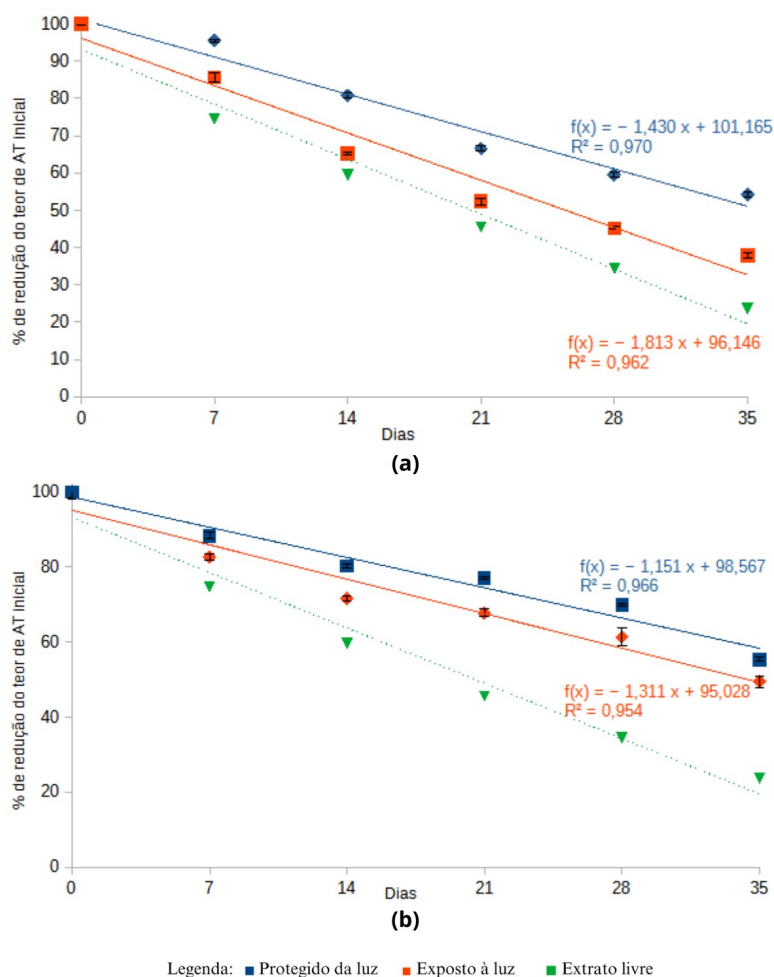 % de redução do teor de AT Inicial
100
90
80
70
60
50
40
30
20
10
0
f(x) = − 1,430 x + 101,165
R² = 0,970
f(x) = − 1,813 x + 96,146
R² = 0,962
0 7 14 21 28 35
Dias
(a)
% de redução do teor de AT Inicial
100
80
60
40
20
0
f(x) = − 1,151 x + 98,567
R² = 0,966
f(x) = − 1,311 x + 95,028
R² = 0,954
0 7 14 21 28 35
Dias
(b)
Legenda: Protegido da luz Exposto à luz Extrato livre